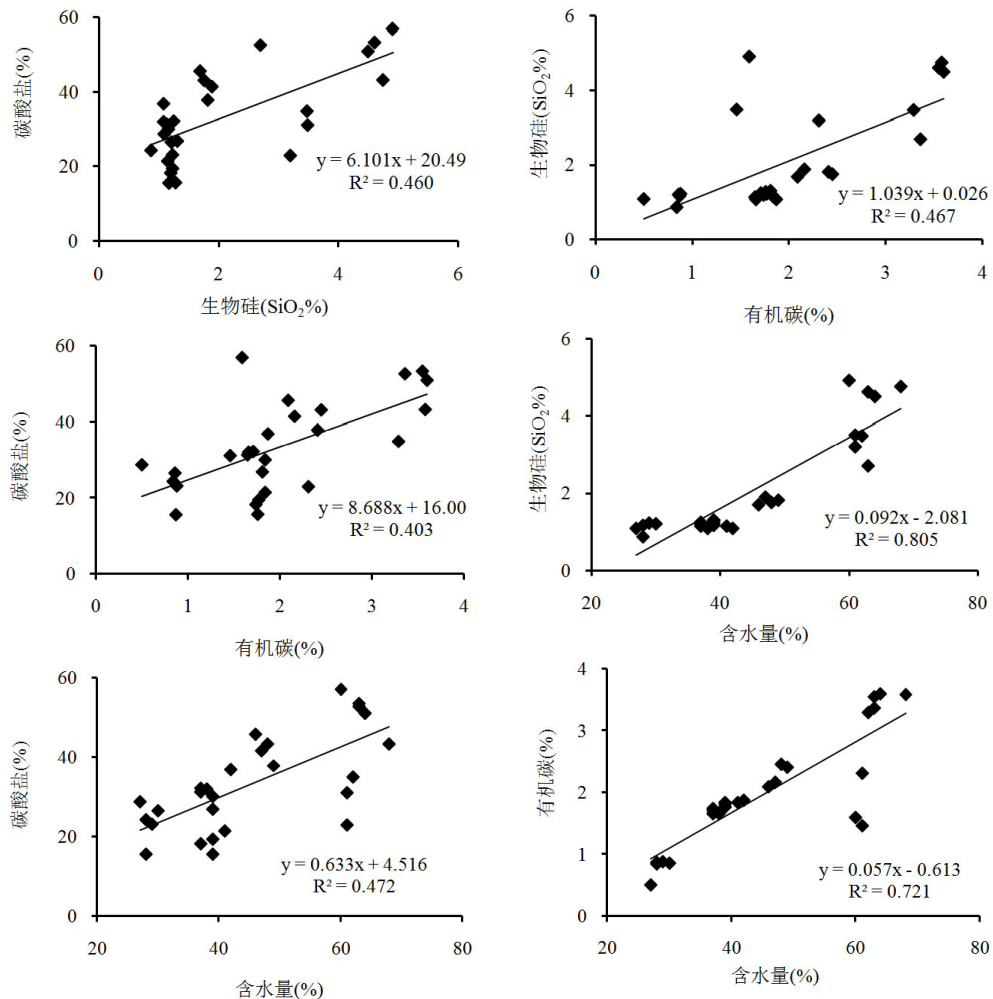 碳酸盐(%)
60
40
20
0
y = 6.101x + 20.49
R² = 0.460
0
2
4
6
生物硅(SiO₂%)
生物硅(SiO₂%)
6
4
2
0
y = 1.039x + 0.026
R² = 0.467
0
1
2
3
4
有机碳(%)
碳酸盐(%)
60
40
20
0
y = 8.688x + 16.00
R² = 0.403
0
1
2
3
4
有机碳(%)
生物硅(SiO₂%)
6
4
2
0
y = 0.092x - 2.081
R² = 0.805
20
40
60
80
含水量(%)
碳酸盐(%)
60
40
20
0
y = 0.633x + 4.516
R² = 0.472
20
40
60
80
含水量(%)
有机碳(%)
4
3
2
1
0
y = 0.057x - 0.613
R² = 0.721
20
40
60
80
含水量(%)